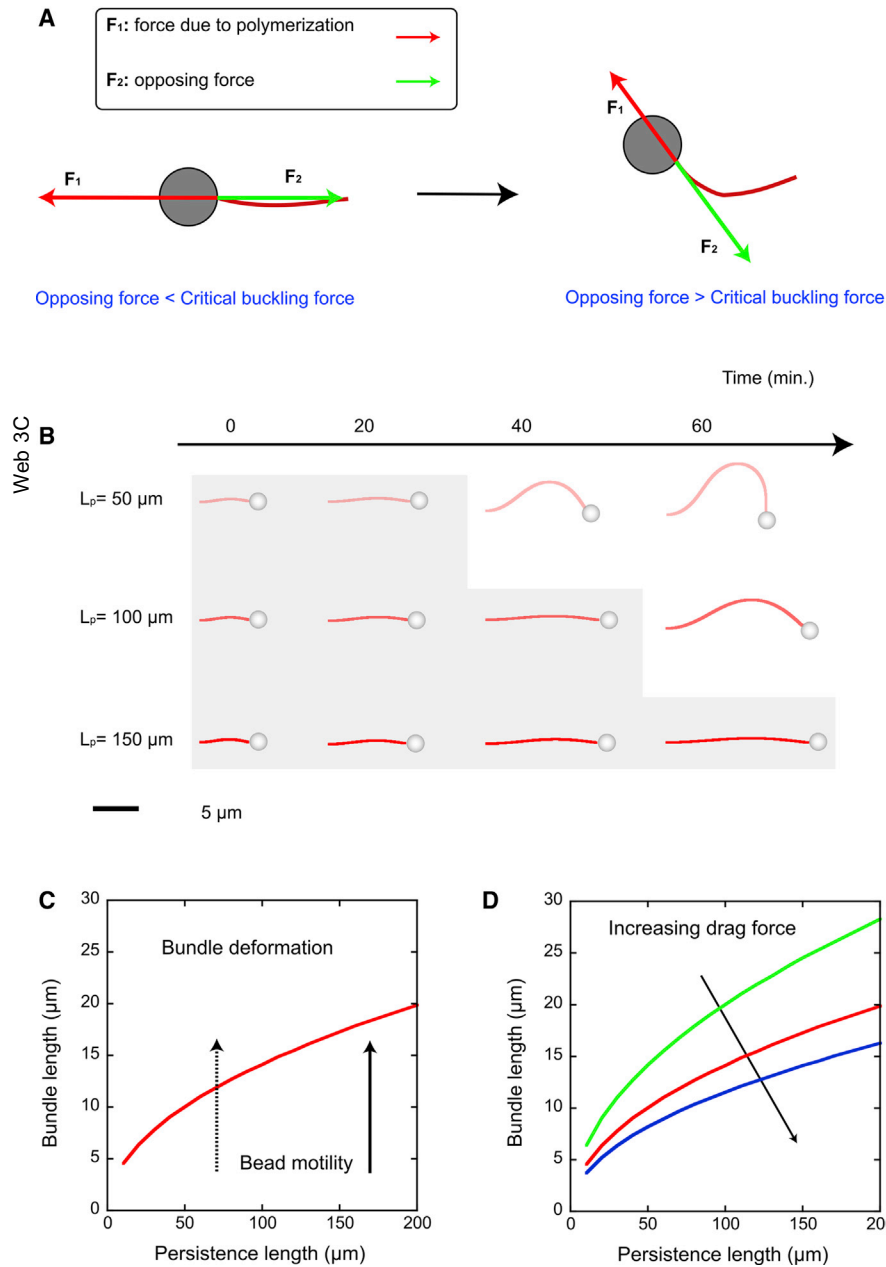 A
F₁: force due to polymerization
F₂: opposing force
F₁
F₂
F₁
F₂
Opposing force < Critical buckling force
Opposing force > Critical buckling force
Web 3C
B
Time (min.)
0 20 40 60
Lₚ= 50 µm
Lₚ= 100 µm
Lₚ= 150 µm
5 µm
C
30
25
20
15
10
5
0
Bundle length (µm)
Bundle deformation
Bead motility
0 50 100 150 200
Persistence length (µm)
D
30
25
20
15
10
5
0
Bundle length (µm)
Increasing drag force
0 50 100 150 20
Persistence length (µm)